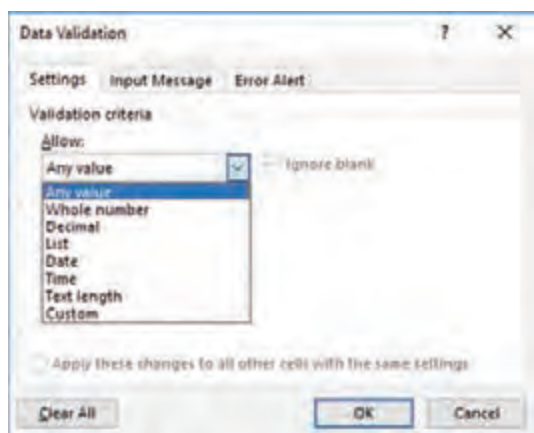 Data Validation ? ×
Settings Input Message Error Alert
Validation criteria
Allow:
Any value Ignore blank
Any value
Whole number
Decimal
List
Date
Time
Text length
Custom
Apply these changes to all other cells with the same settings
Clear All OK Cancel